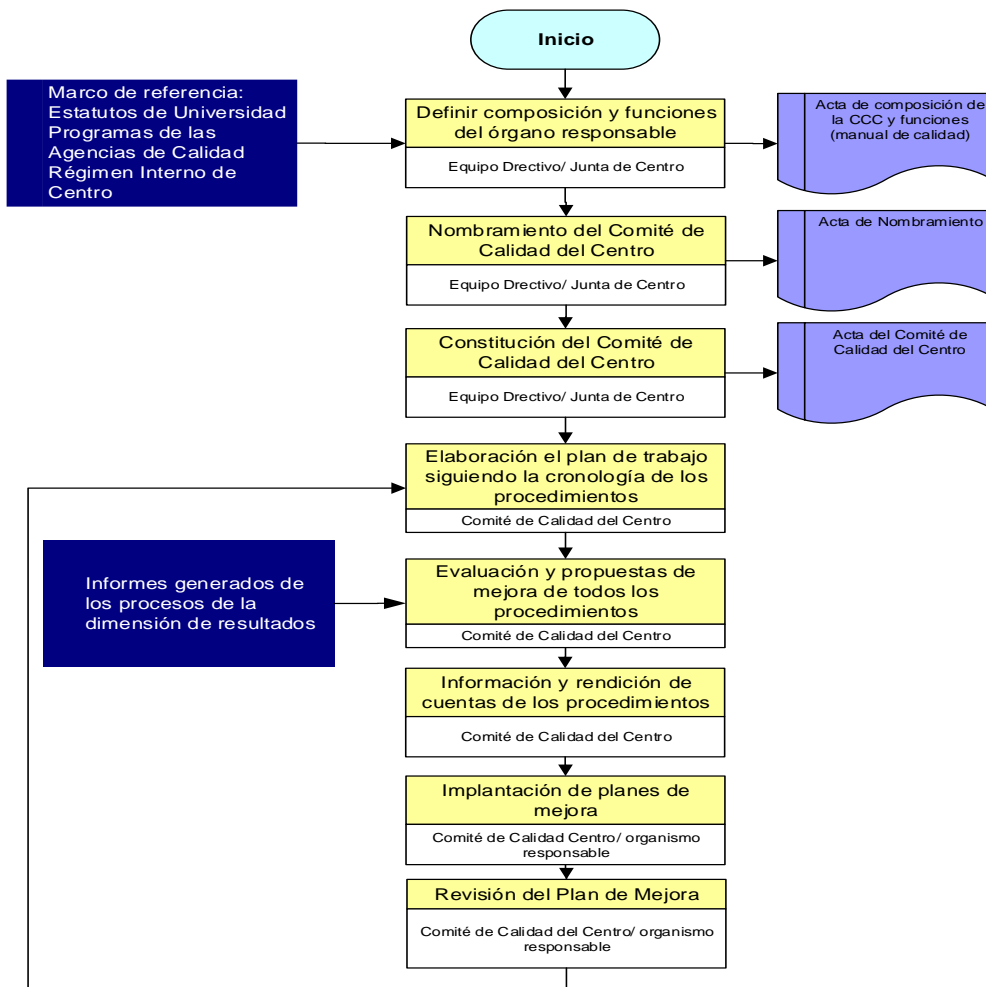 Inicio
Marco de referencia:
Estatutos de Universidad
Programas de las
Agencias de Calidad
Régimen Interno de
Centro
Definir composición y funciones
del órgano responsable
Equipo Drectivo/ Junta de Centro
Acta de composición de
la CCC y funciones
(manual de calidad)
Nombramiento del Comité de
Calidad del Centro
Equipo Drectivo/ Junta de Centro
Acta de Nombramiento
Constitución del Comité de
Calidad del Centro
Equipo Drectivo/ Junta de Centro
Acta del Comité de
Calidad del Centro
Elaboración el plan de trabajo
siguiendo la cronología de los
procedimientos
Comité de Calidad del Centro
Informes generados de
los procesos de la
dimensión de resultados
Evaluación y propuestas de
mejora de todos los
procedimientos
Comité de Calidad del Centro
Información y rendición de
cuentas de los procedimientos
Comité de Calidad del Centro
Implantación de planes de
mejora
Comité de Calidad Centro/ organismo
responsable
Revisión del Plan de Mejora
Comité de Calidad del Centro/ organismo
responsable